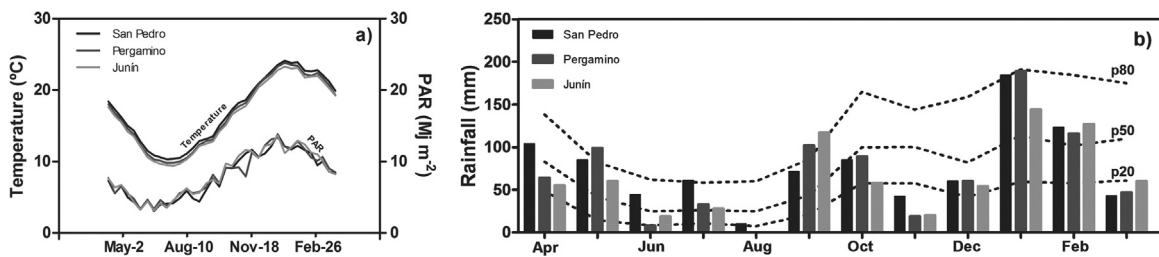 a)
San Pedro
Pergamino
Junín
Temperature (ºC)
30
20
10
0
Temperature
PAR
PAR (Mj m-2)
30
20
10
0
May-2 Aug-10 Nov-18 Feb-26
b)
San Pedro
Pergamino
Junín
Rainfall (mm)
250
200
150
100
50
0
p80
p50
p20
Apr Jun Aug Oct Dec Feb